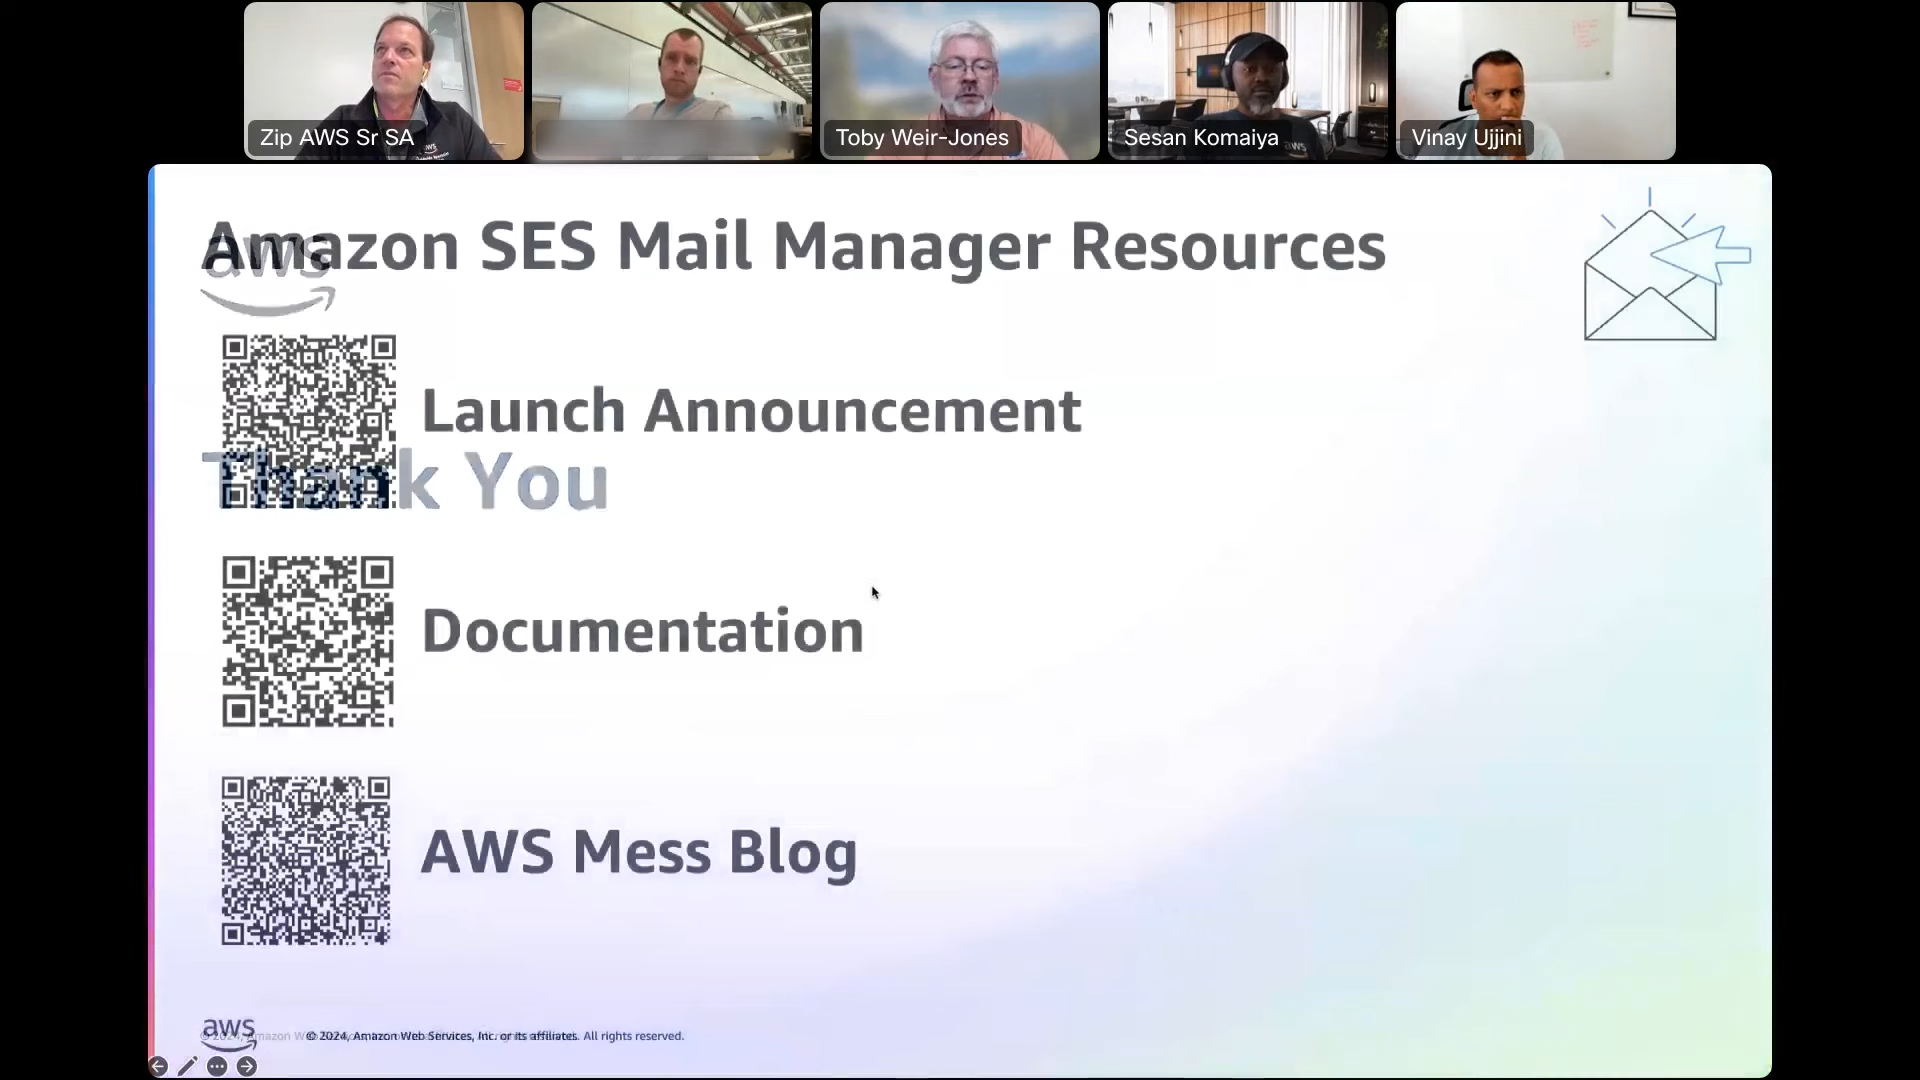 Zip AWS Sr SA
Toby Weir-Jones
Sesan Komaiya
Vinay Ujjini
Amazon SES Mail Manager Resources
aws
Launch Announcement
Thank You
Documentation
AWS Mess Blog
aws
© 2024, Amazon Web Services, Inc. or its affiliates. All rights reserved.